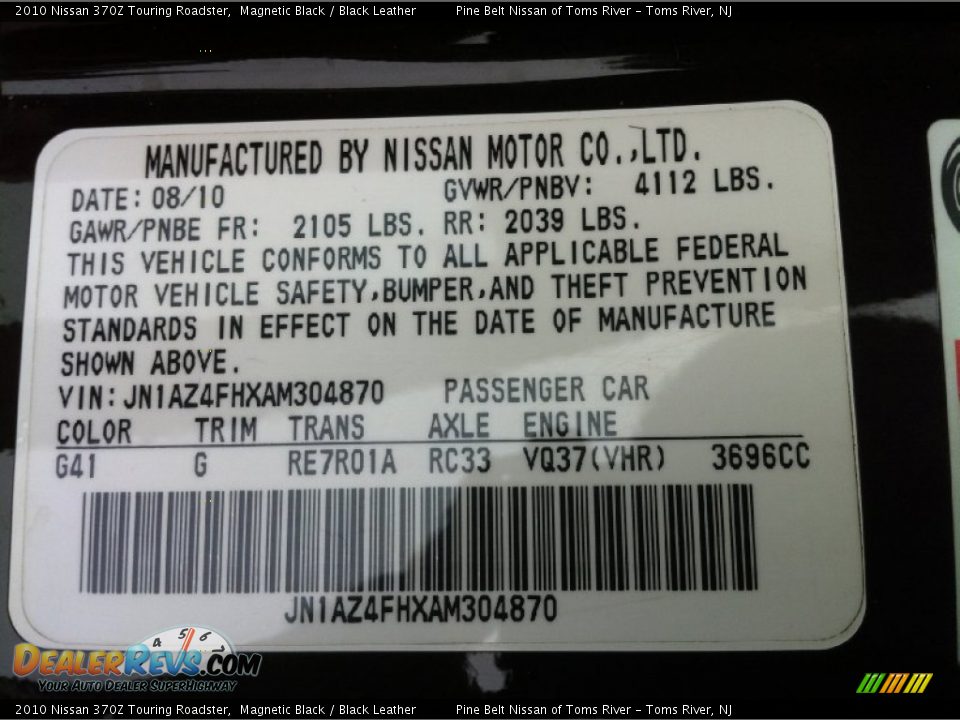 2010 Nissan 370Z Touring Roadster,  Magnetic Black / Black Leather    Pine Belt Nissan of Toms River - Toms River, NJ
MANUFACTURED BY NISSAN MOTOR CO.,LTD.
DATE: 08/10    GVWR/PNBV: 4112 LBS.
GAWR/PNBE FR: 2105 LBS. RR: 2039 LBS.
THIS VEHICLE CONFORMS TO ALL APPLICABLE FEDERAL
MOTOR VEHICLE SAFETY,BUMPER,AND THEFT PREVENTION
STANDARDS IN EFFECT ON THE DATE OF MANUFACTURE
SHOWN ABOVE.
VIN:JN1AZ4FHXAM304870    PASSENGER CAR
COLOR    TRIM    TRANS    AXLE    ENGINE
G41    G    RE7R01A    RC33    VQ37(VHR)    3696CC
JN1AZ4FHXAM304870
4 5 6 7
DEALERREVS.COM
YOUR AUTO DEALER SUPERHIGHWAY
2010 Nissan 370Z Touring Roadster,  Magnetic Black / Black Leather    Pine Belt Nissan of Toms River - Toms River, NJ